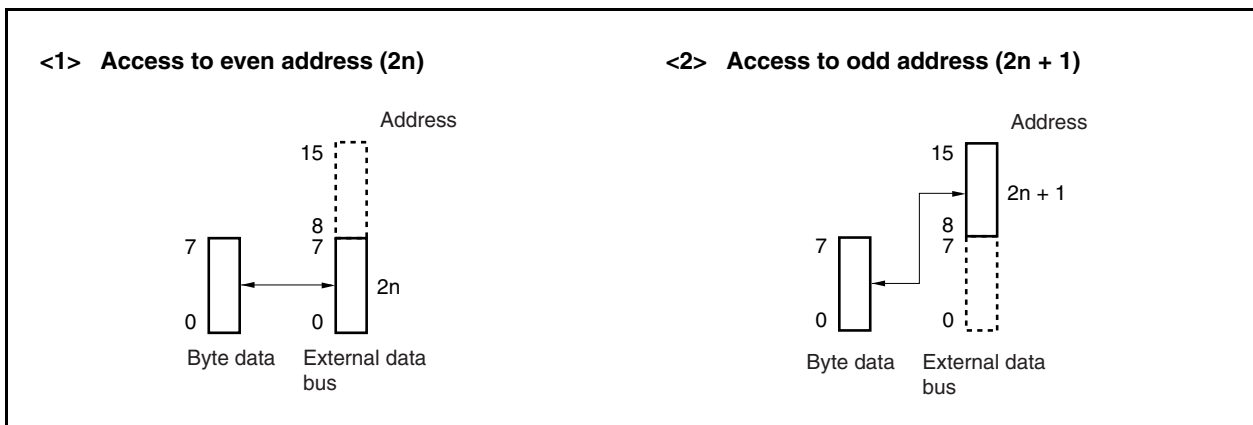 <1> Access to even address (2n)
Address
15
8
7
7
2n
0
0
Byte data
External data
bus
<2> Access to odd address (2n + 1)
Address
15
2n + 1
8
7
7
0
0
Byte data
External data
bus